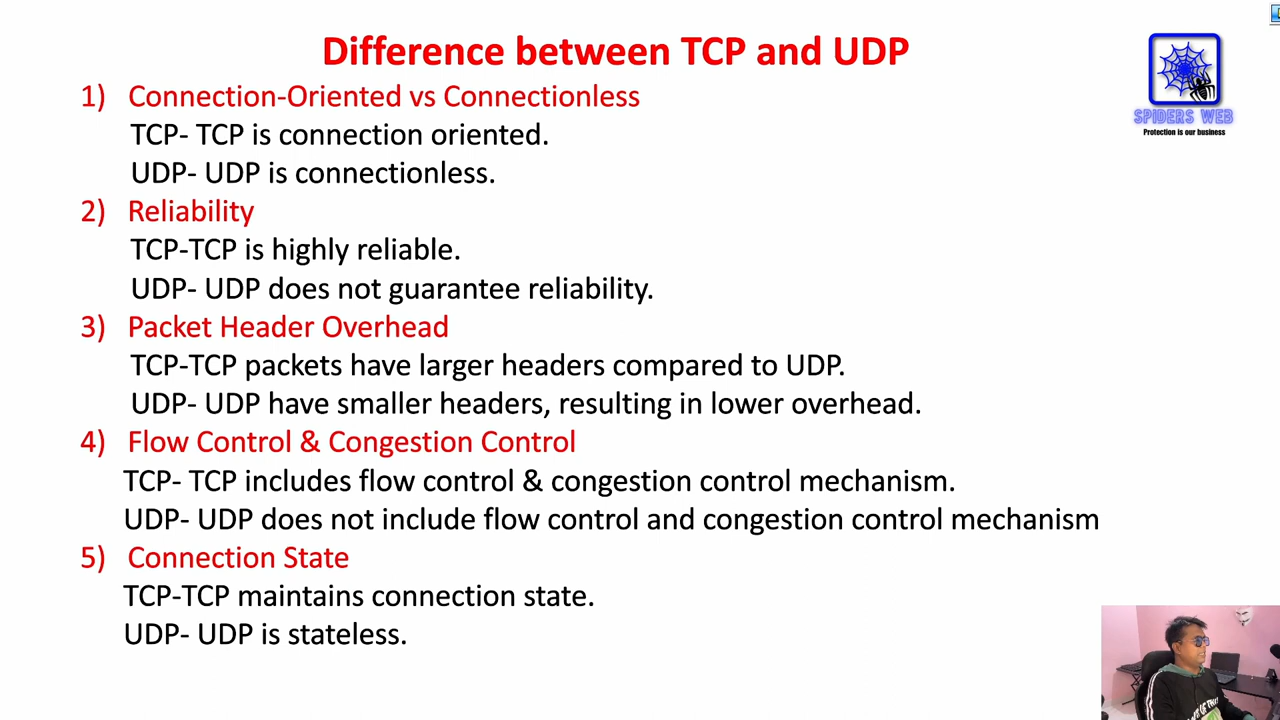 Difference between TCP and UDP
SPIDERS WEB
Protection is our business
1) Connection-Oriented vs Connectionless
TCP- TCP is connection oriented.
UDP- UDP is connectionless.
2) Reliability
TCP-TCP is highly reliable.
UDP- UDP does not guarantee reliability.
3) Packet Header Overhead
TCP-TCP packets have larger headers compared to UDP.
UDP- UDP have smaller headers, resulting in lower overhead.
4) Flow Control & Congestion Control
TCP- TCP includes flow control & congestion control mechanism.
UDP- UDP does not include flow control and congestion control mechanism
5) Connection State
TCP-TCP maintains connection state.
UDP- UDP is stateless.